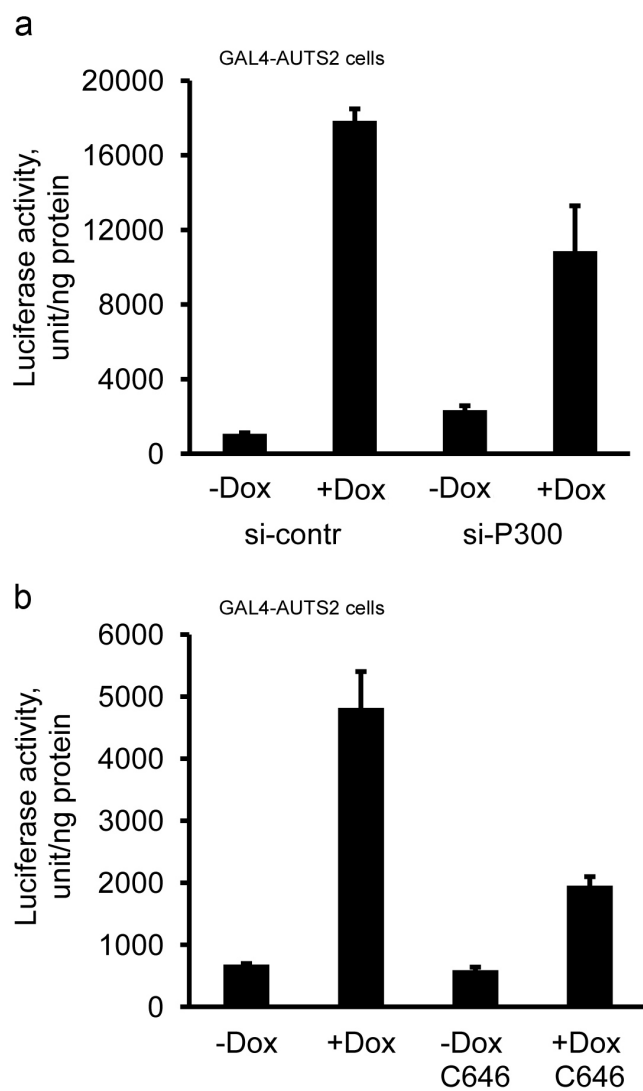 a
GAL4-AUTS2 cells
Luciferase activity,
unit/ng protein
20000
16000
12000
8000
4000
0
-Dox +Dox -Dox +Dox
si-contr si-P300
b
GAL4-AUTS2 cells
Luciferase activity,
unit/ng protein
6000
5000
4000
3000
2000
1000
0
-Dox +Dox -Dox +Dox
C646 C646